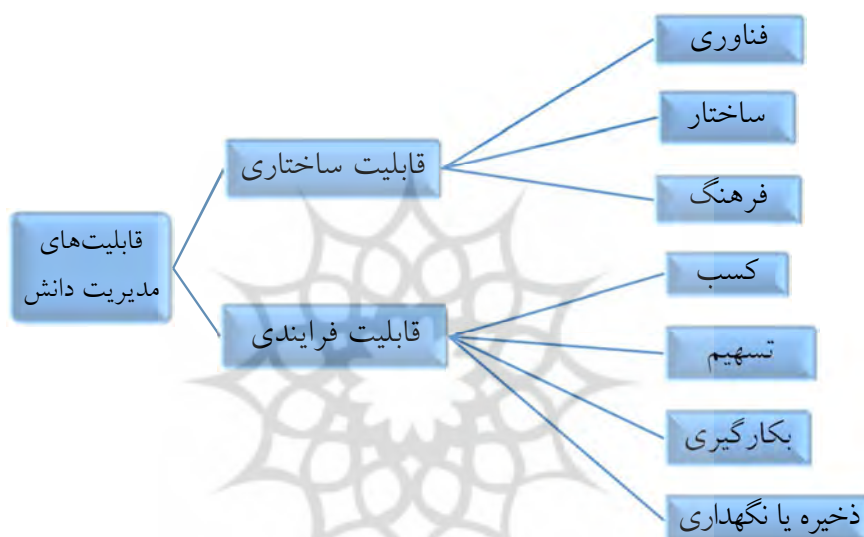 قابلیت‌های
مدیریت دانش
قابلیت ساختاری
فناوری
ساختار
فرهنگ
قابلیت فرایندی
کسب
تسهیم
بکارگیری
ذخیره یا نگهداری